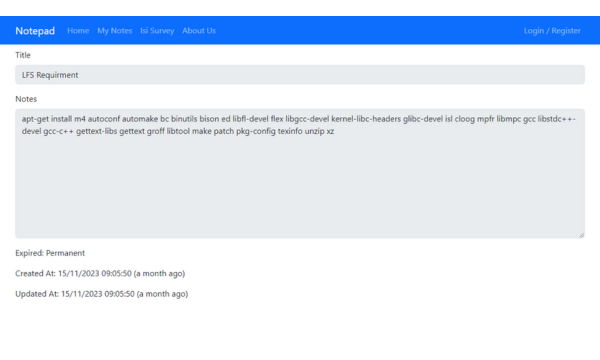 Notepad Home My Notes Isi Survey About Us Login / Register
Title
LFS Requirment
Notes
apt-get install m4 autoconf automake bc binutils bison ed libfl-devel flex libgcc-devel kernel-libc-headers glibc-devel isl cloog mpfr libmpc gcc libstdc++-
devel gcc-c++ gettext-libs gettext groff libtool make patch pkg-config texinfo unzip xz
Expired: Permanent
Created At: 15/11/2023 09:05:50 (a month ago)
Updated At: 15/11/2023 09:05:50 (a month ago)